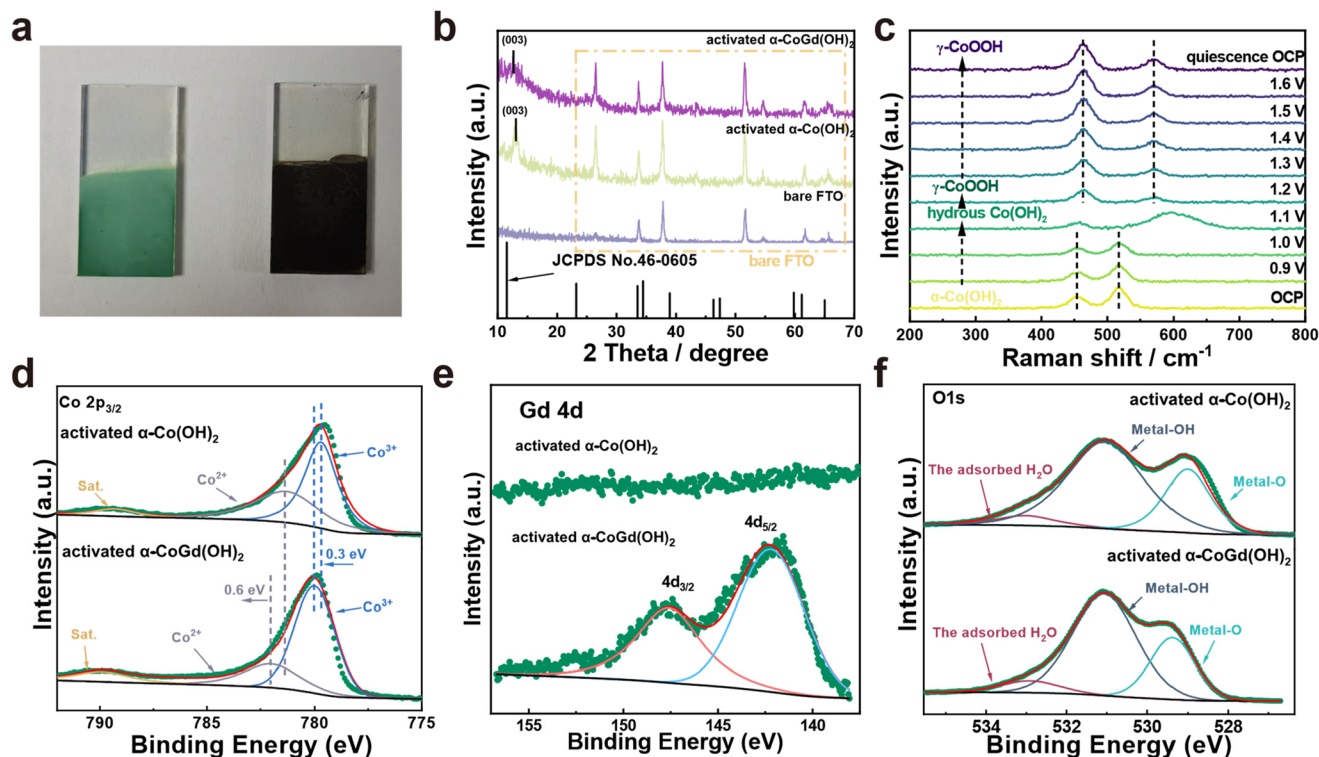 a
b
Intensity (a.u.)
(003)
activated α-CoGd(OH)₂
(003)
activated α-Co(OH)₂
bare FTO
bare FTO
JCPDS No.46-0605
10 20 30 40 50 60 70
2 Theta / degree
c
Intensity (a.u.)
γ-CoOOH
quiescence OCP
1.6 V
1.5 V
1.4 V
1.3 V
γ-CoOOH
1.2 V
hydrous Co(OH)₂
1.1 V
1.0 V
0.9 V
α-Co(OH)₂
OCP
200 300 400 500 600 700 800
Raman shift / cm⁻¹
d
Intensity (a.u.)
Co 2p₃/₂
activated α-Co(OH)₂
Co³⁺
Co²⁺
Sat.
activated α-CoGd(OH)₂
0.3 eV
0.6 eV
Co³⁺
Co²⁺
Sat.
790 785 780 775
Binding Energy (eV)
e
Intensity (a.u.)
Gd 4d
activated α-Co(OH)₂
activated α-CoGd(OH)₂
4d₅/₂
4d₃/₂
155 150 145 140
Binding Energy (eV)
f
Intensity (a.u.)
O1s
activated α-Co(OH)₂
Metal-OH
The adsorbed H₂O
Metal-O
activated α-CoGd(OH)₂
Metal-OH
The adsorbed H₂O
Metal-O
534 532 530 528
Binding Energy (eV)